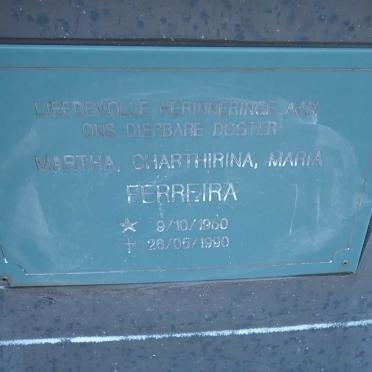 LIEFDEVOLLE HERINNERINGE AAN
ONS DIERBARE DOGTER
MARTHA, CHARTHIRINA, MARIA
FERREIRA
★ 9/10/1960
✝ 26/05/1990